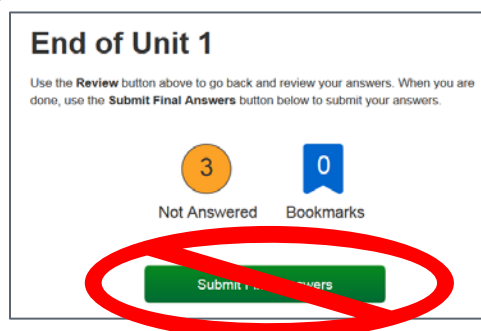 End of Unit 1
Use the Review button above to go back and review your answers. When you are
done, use the Submit Final Answers button below to submit your answers.
3 0
Not Answered Bookmarks
Submit